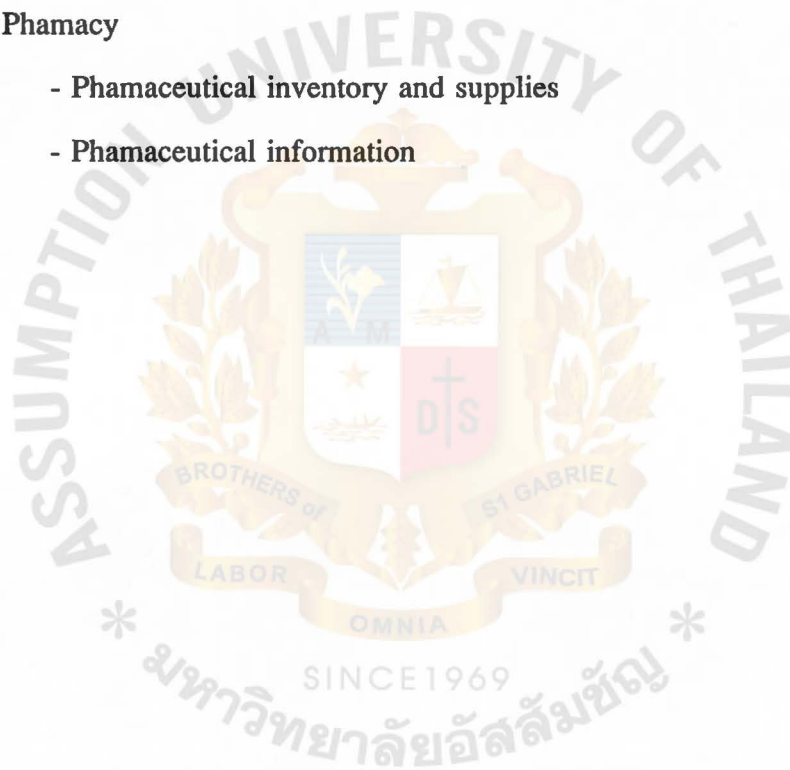 Phamacy
- Phamaceutical inventory and supplies
- Phamaceutical information
ASSUMPTION UNIVERSITY OF THAILAND
A M
D S
BROTHERS of ST GABRIEL
LABOR OMNIA VINCIT
SINCE1969
* มหาวิทยาลัยอัสสัมชัญ *